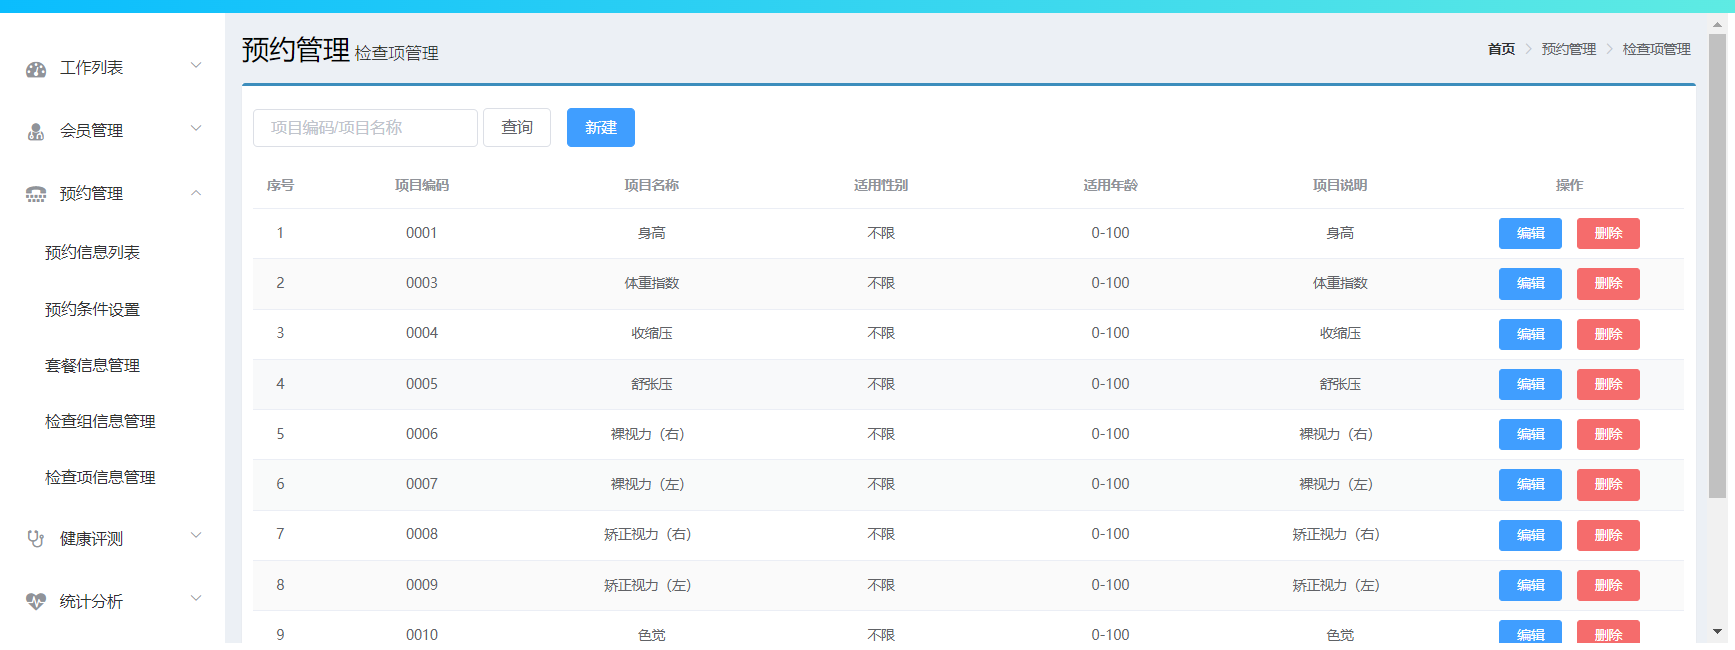 预约管理 检查项管理
首页 > 预约管理 > 检查项管理
工作列表
会员管理
预约管理
预约信息列表
预约条件设置
套餐信息管理
检查组信息管理
检查项信息管理
健康评测
统计分析
项目编码/项目名称 查询 新建
序号 项目编码 项目名称 适用性别 适用年龄 项目说明 操作
1 0001 身高 不限 0-100 身高 编辑 删除
2 0003 体重指数 不限 0-100 体重指数 编辑 删除
3 0004 收缩压 不限 0-100 收缩压 编辑 删除
4 0005 舒张压 不限 0-100 舒张压 编辑 删除
5 0006 裸视力（右） 不限 0-100 裸视力（右） 编辑 删除
6 0007 裸视力（左） 不限 0-100 裸视力（左） 编辑 删除
7 0008 矫正视力（右） 不限 0-100 矫正视力（右） 编辑 删除
8 0009 矫正视力（左） 不限 0-100 矫正视力（左） 编辑 删除
9 0010 色觉 不限 0-100 色觉 编辑 删除